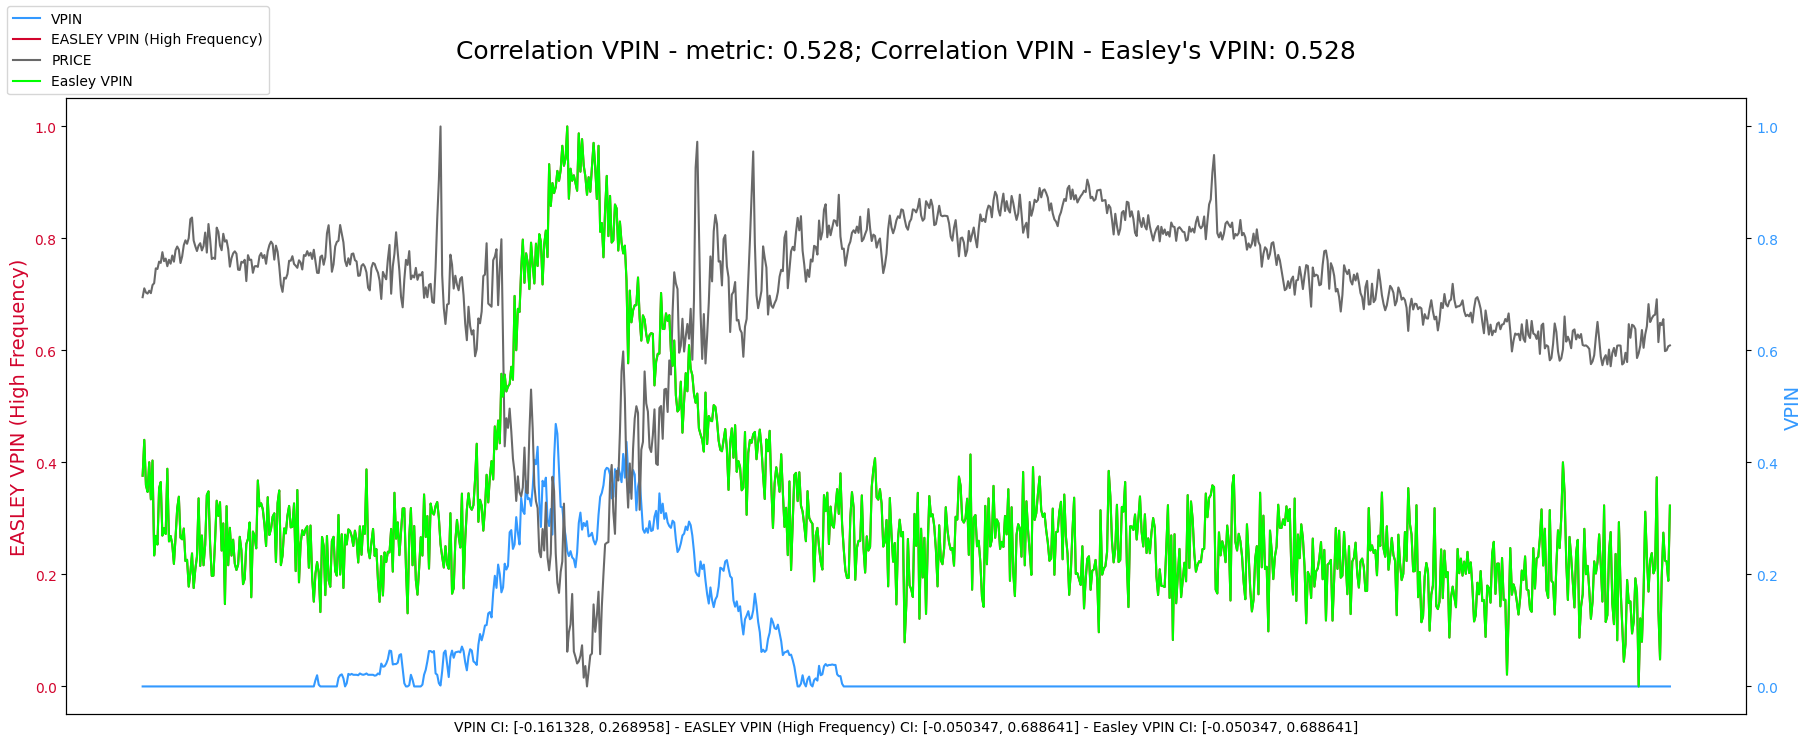 VPIN
EASLEY VPIN (High Frequency)
PRICE
Easley VPIN
Correlation VPIN - metric: 0.528; Correlation VPIN - Easley's VPIN: 0.528
EASLEY VPIN (High Frequency)
1.0
0.8
0.6
0.4
0.2
0.0
1.0
0.8
0.6
0.4
0.2
0.0
VPIN
VPIN CI: [-0.161328, 0.268958] - EASLEY VPIN (High Frequency) CI: [-0.050347, 0.688641] - Easley VPIN CI: [-0.050347, 0.688641]